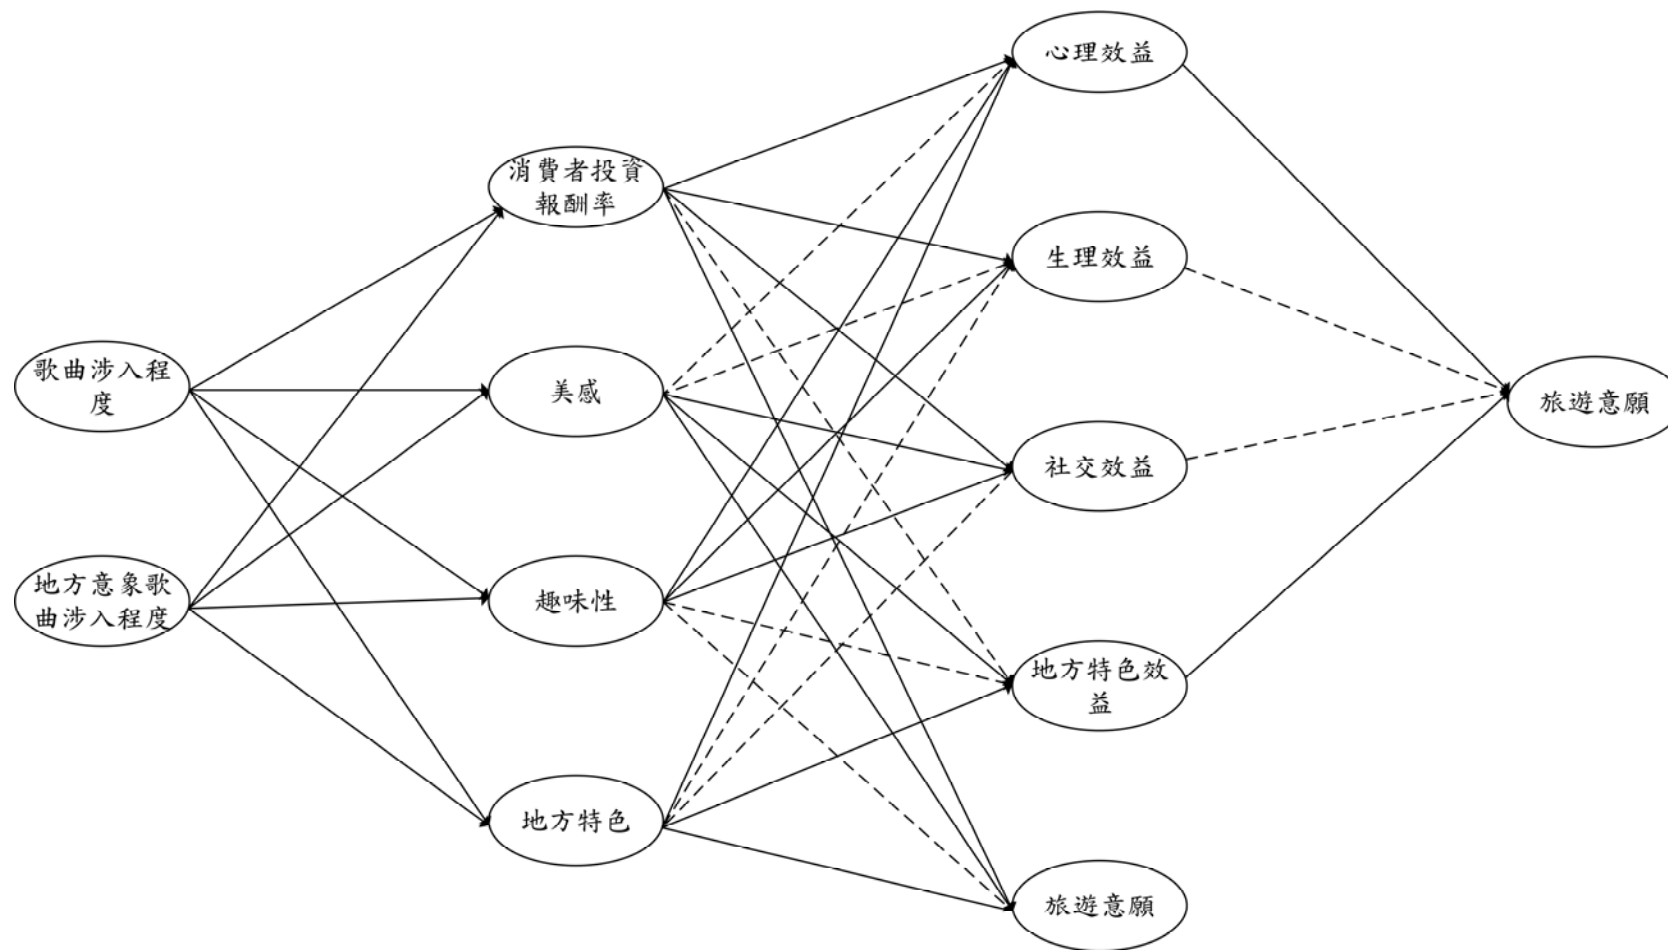 心理效益
消費者投資
報酬率
生理效益
歌曲涉入程
度
美感
旅遊意願
社交效益
地方意象歌
曲涉入程度
趣味性
地方特色效
益
地方特色
旅遊意願